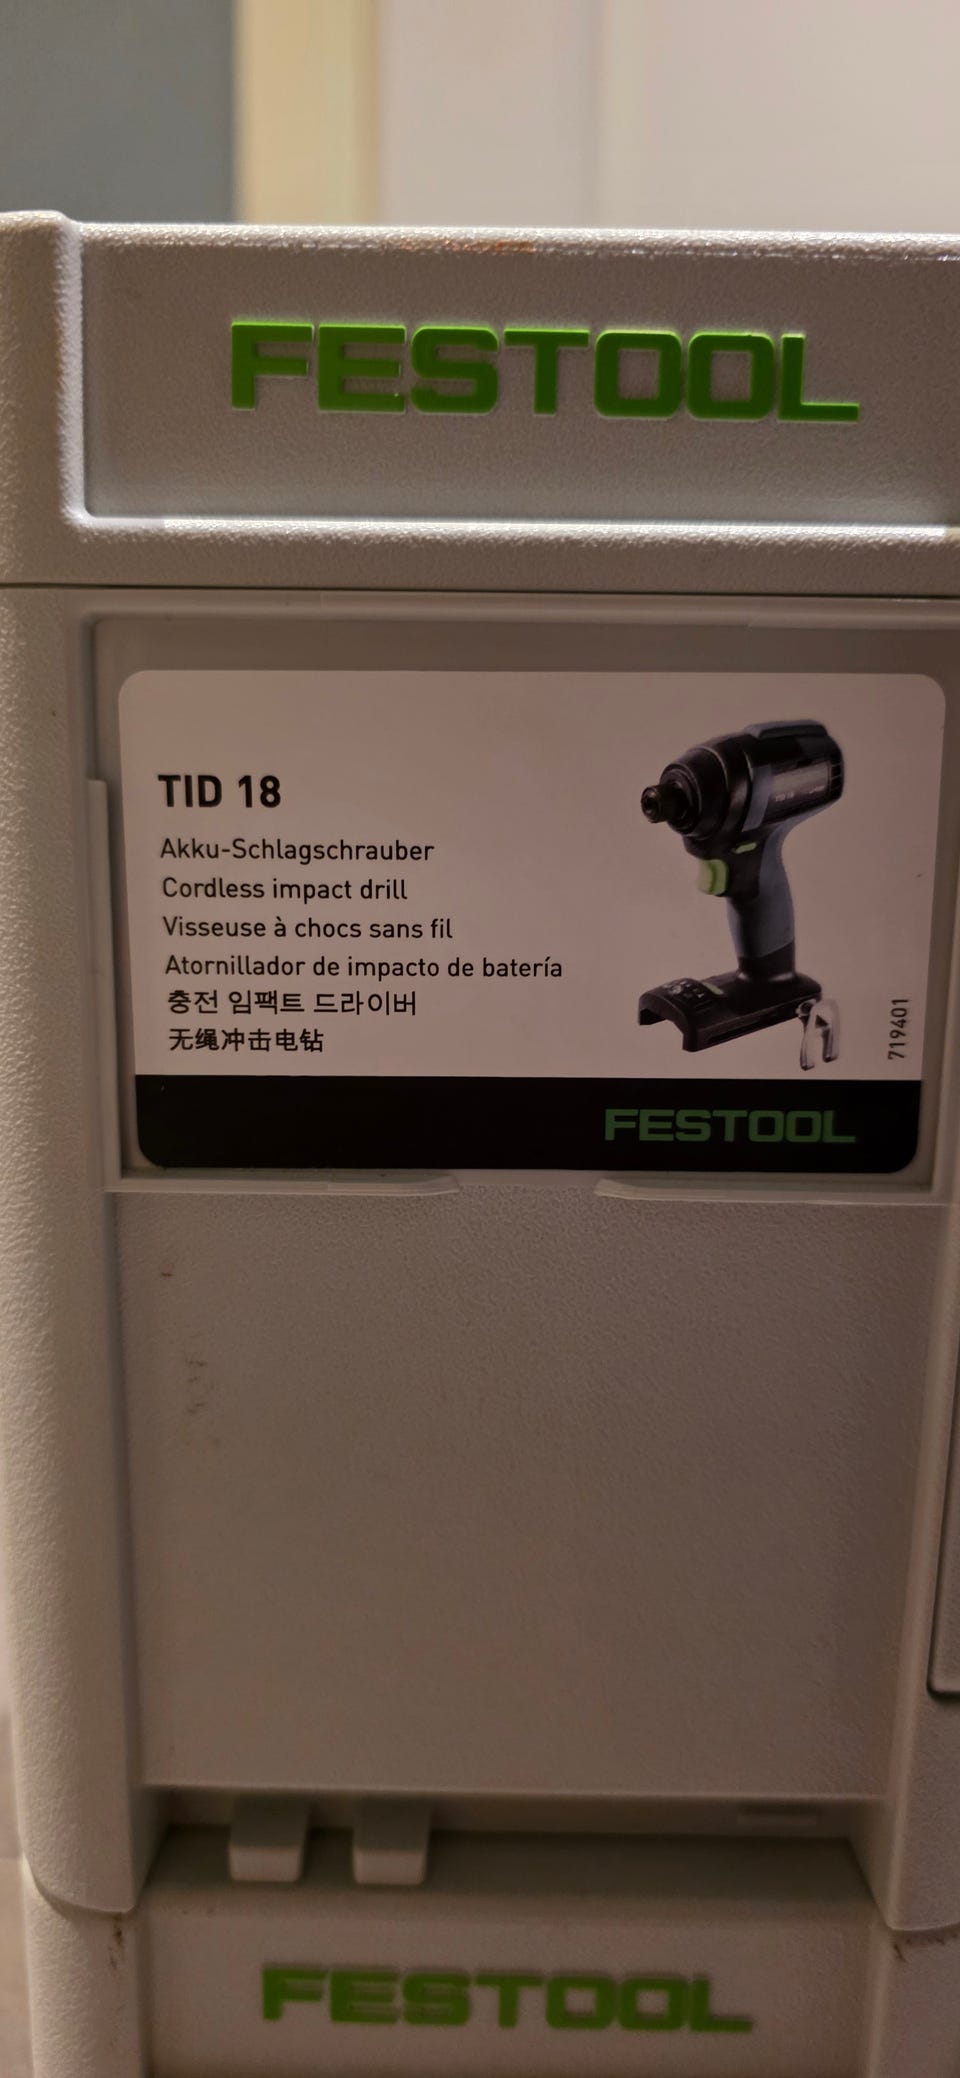 FESTOOL
TID 18
Akku-Schlagschrauber
Cordless impact drill
Visseuse à chocs sans fil
Atornillador de impacto de batería
충전 임팩트 드라이버
无绳冲击电钻
719401
FESTOOL
FESTOOL